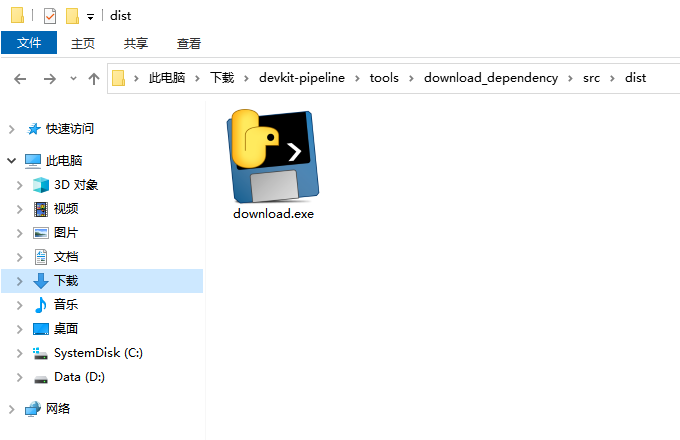 dist
文件 主页 共享 查看
此电脑 下载 devkit-pipeline tools download_dependency src dist
快速访问
此电脑
3D 对象
视频
图片
文档
下载
音乐
桌面
SystemDisk (C:)
Data (D:)
网络
download.exe